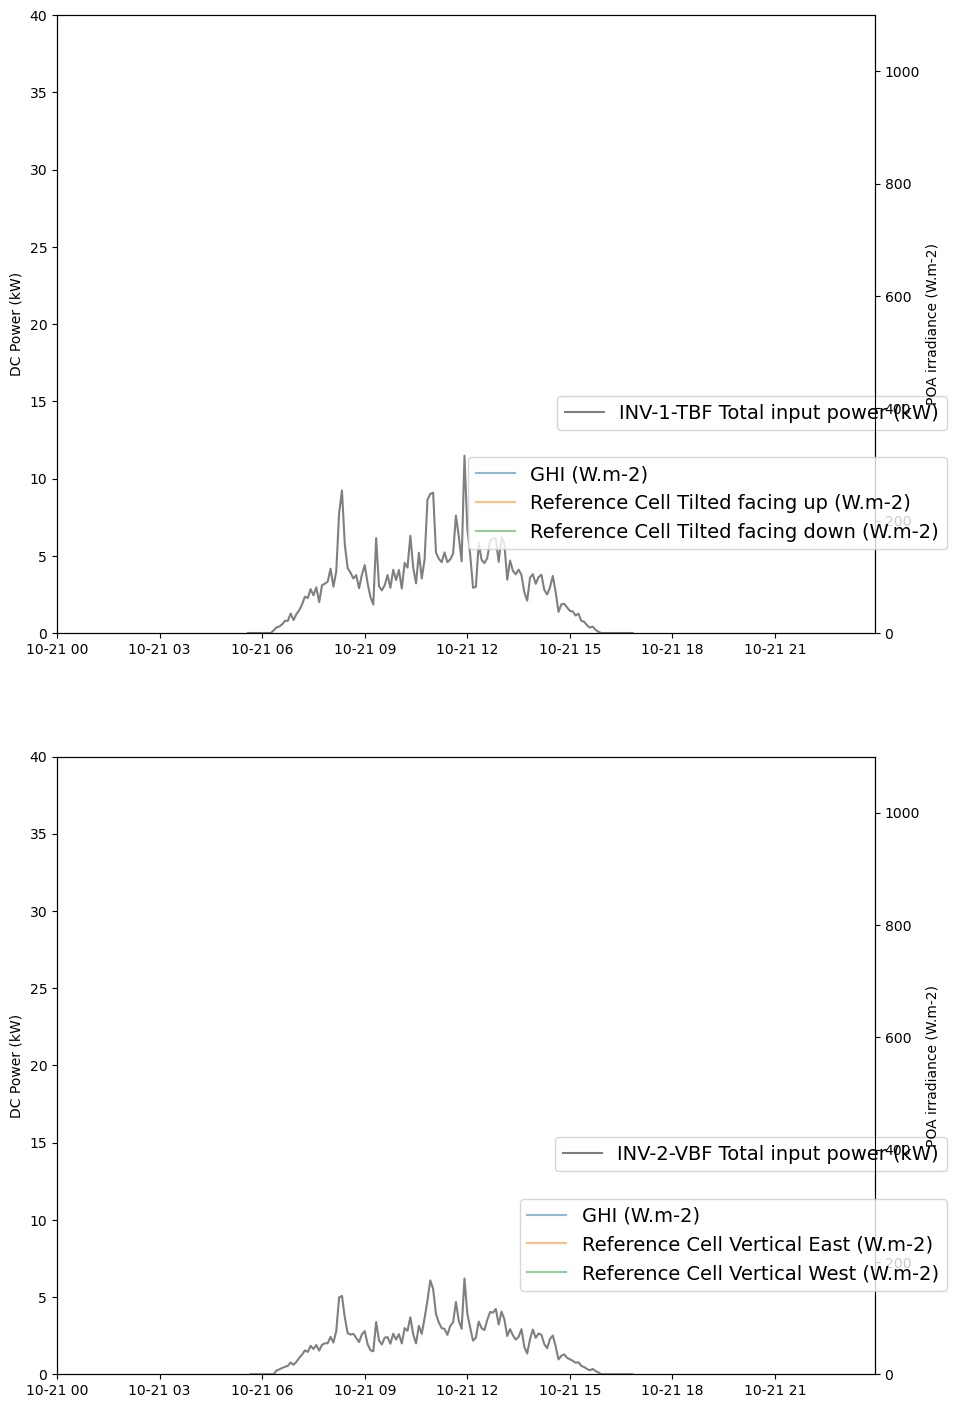 40
35
30
25
20
15
10
5
0
DC Power (kW)
1000
800
600
400
200
0
POA irradiance (W.m-2)
INV-1-TBF Total input power (kW)
GHI (W.m-2)
Reference Cell Tilted facing up (W.m-2)
Reference Cell Tilted facing down (W.m-2)
10-21 00 10-21 03 10-21 06 10-21 09 10-21 12 10-21 15 10-21 18 10-21 21
40
35
30
25
20
15
10
5
0
DC Power (kW)
1000
800
600
400
200
0
POA irradiance (W.m-2)
INV-2-VBF Total input power (kW)
GHI (W.m-2)
Reference Cell Vertical East (W.m-2)
Reference Cell Vertical West (W.m-2)
10-21 00 10-21 03 10-21 06 10-21 09 10-21 12 10-21 15 10-21 18 10-21 21